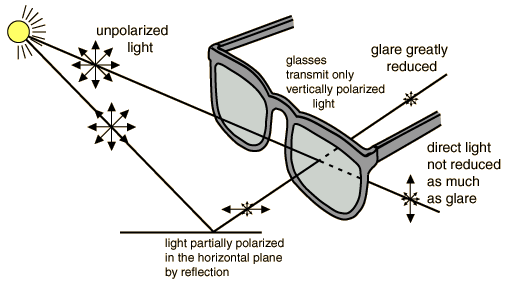 unpolarized
light
glasses
transmit only
vertically polarized
light
glare greatly
reduced
direct light
not reduced
as much
as glare
light partially polarized
in the horizontal plane
by reflection